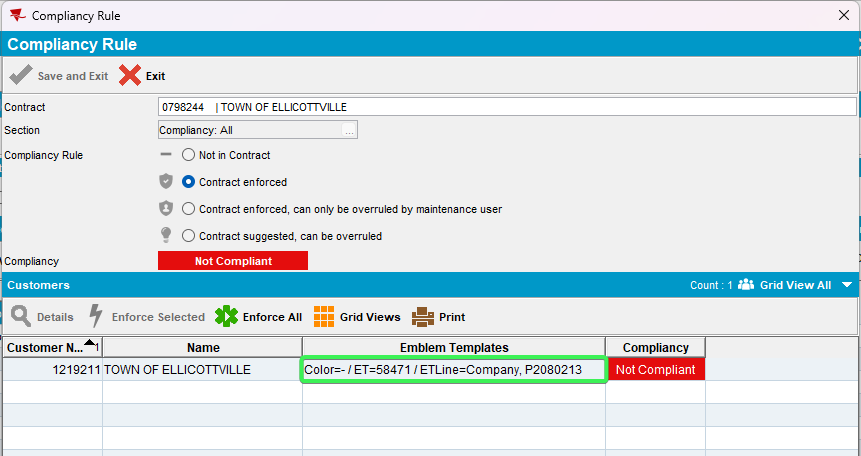 Compliancy Rule
Compliancy Rule
Save and Exit Exit
Contract 0798244 | TOWN OF ELLICOTTVILLE
Section Compliancy: All ...
Compliancy Rule Not in Contract
Contract enforced
Contract enforced, can only be overruled by maintenance user
Contract suggested, can be overruled
Compliancy Not Compliant
Customers Count : 1 Grid View All
Details Enforce Selected Enforce All Grid Views Print
Customer N... 1 Name Emblem Templates Compliancy
1219211 TOWN OF ELLICOTTVILLE Color=- / ET=58471 / ETLine=Company, P2080213 Not Compliant